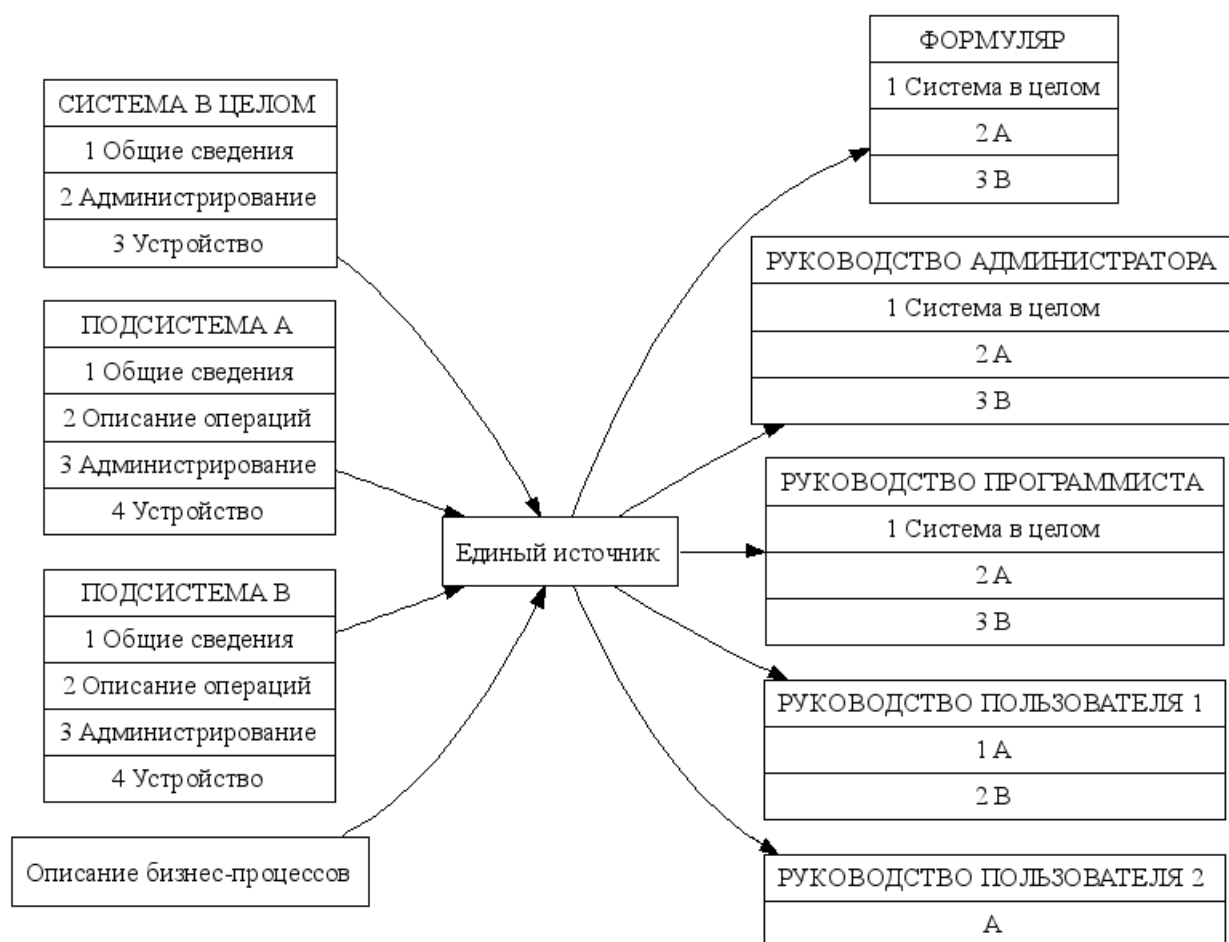 СИСТЕМА В ЦЕЛОМ
1 Общие сведения
2 Администрирование
3 Устройство
ПОДСИСТЕМА А
1 Общие сведения
2 Описание операций
3 Администрирование
4 Устройство
ПОДСИСТЕМА В
1 Общие сведения
2 Описание операций
3 Администрирование
4 Устройство
Описание бизнес-процессов
Единый источник
ФОРМУЛЯР
1 Система в целом
2 А
3 В
РУКОВОДСТВО АДМИНИСТРАТОРА
1 Система в целом
2 А
3 В
РУКОВОДСТВО ПРОГРАММИСТА
1 Система в целом
2 А
3 В
РУКОВОДСТВО ПОЛЬЗОВАТЕЛЯ 1
1 А
2 В
РУКОВОДСТВО ПОЛЬЗОВАТЕЛЯ 2
А